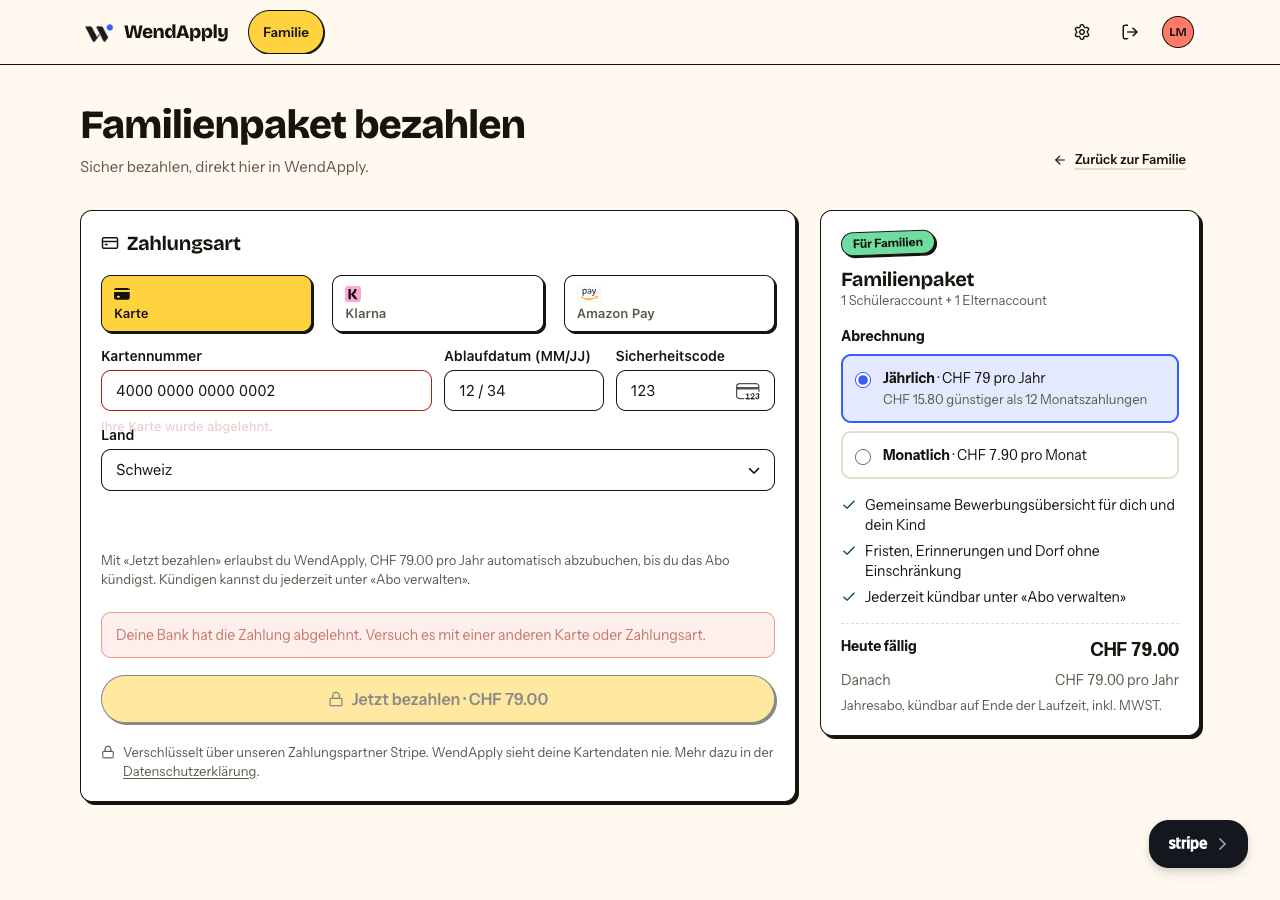 WendApply
Familie
LM
Familienpaket bezahlen
Sicher bezahlen, direkt hier in WendApply.
Zurück zur Familie
Zahlungsart
Karte
K
Klarna
pay
Amazon Pay
Kartennummer
Ablaufdatum (MM/JJ)
Sicherheitscode
4000 0000 0000 0002
12 / 34
123
123
Ihre Karte wurde abgelehnt.
Land
Schweiz
Mit «Jetzt bezahlen» erlaubst du WendApply, CHF 79.00 pro Jahr automatisch abzubuchen, bis du das Abo
kündigst. Kündigen kannst du jederzeit unter «Abo verwalten».
Deine Bank hat die Zahlung abgelehnt. Versuch es mit einer anderen Karte oder Zahlungsart.
Jetzt bezahlen · CHF 79.00
Verschlüsselt über unseren Zahlungspartner Stripe. WendApply sieht deine Kartendaten nie. Mehr dazu in der
Datenschutzerklärung.
Für Familien
Familienpaket
1 Schüleraccount + 1 Elternaccount
Abrechnung
Jährlich · CHF 79 pro Jahr
CHF 15.80 günstiger als 12 Monatszahlungen
Monatlich · CHF 7.90 pro Monat
Gemeinsame Bewerbungsübersicht für dich und
dein Kind
Fristen, Erinnerungen und Dorf ohne
Einschränkung
Jederzeit kündbar unter «Abo verwalten»
Heute fällig
CHF 79.00
Danach
CHF 79.00 pro Jahr
Jahresabo, kündbar auf Ende der Laufzeit, inkl. MWST.
stripe